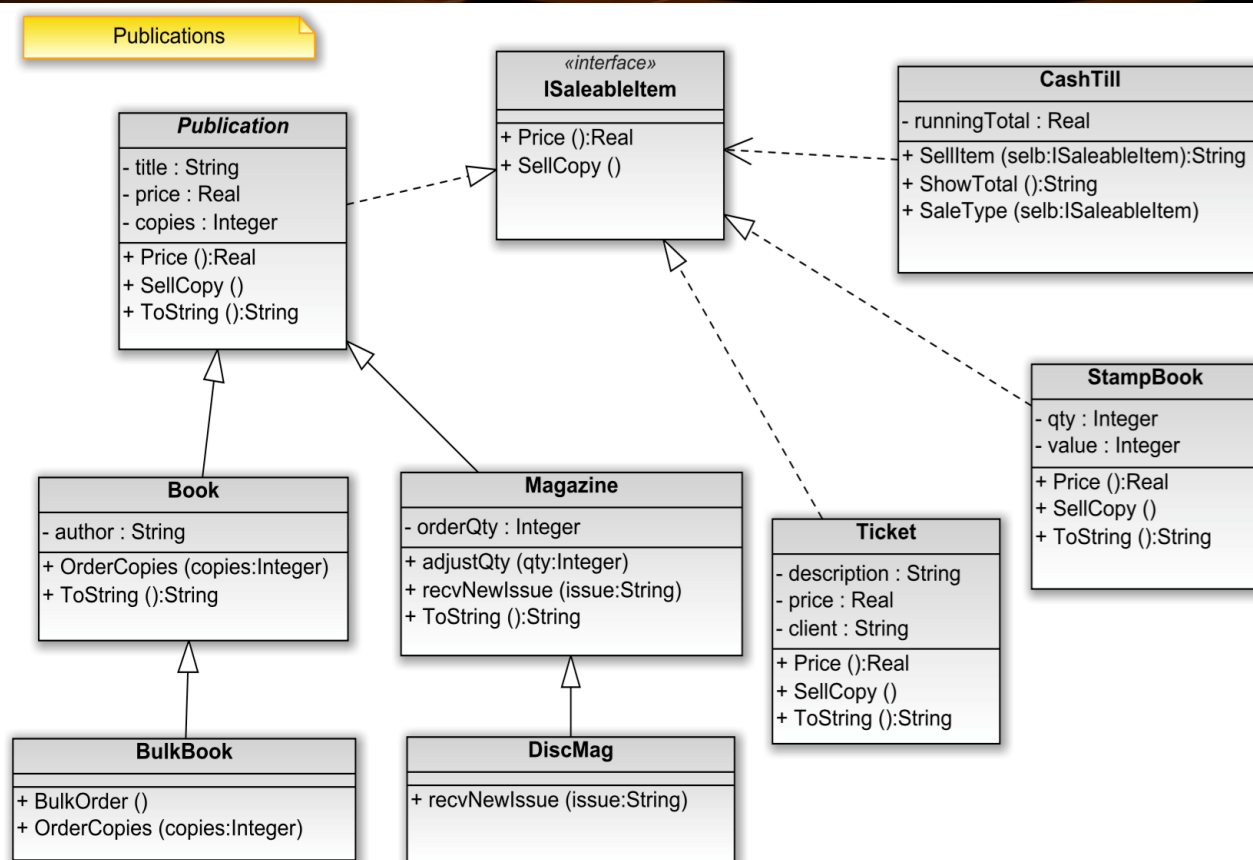 Publications
Publication
- title : String
- price : Real
- copies : Integer
+ Price ():Real
+ SellCopy ()
+ ToString ():String
«interface»
ISaleableItem
+ Price ():Real
+ SellCopy ()
CashTill
- runningTotal : Real
+ SellItem (selb:ISaleableItem):String
+ ShowTotal ():String
+ SaleType (selb:ISaleableItem)
StampBook
- qty : Integer
- value : Integer
+ Price ():Real
+ SellCopy ()
+ ToString ():String
Book
- author : String
+ OrderCopies (copies:Integer)
+ ToString ():String
Magazine
- orderQty : Integer
+ adjustQty (qty:Integer)
+ recvNewIssue (issue:String)
+ ToString ():String
Ticket
- description : String
- price : Real
- client : String
+ Price ():Real
+ SellCopy ()
+ ToString ():String
BulkBook
+ BulkOrder ()
+ OrderCopies (copies:Integer)
DiscMag
+ recvNewIssue (issue:String)